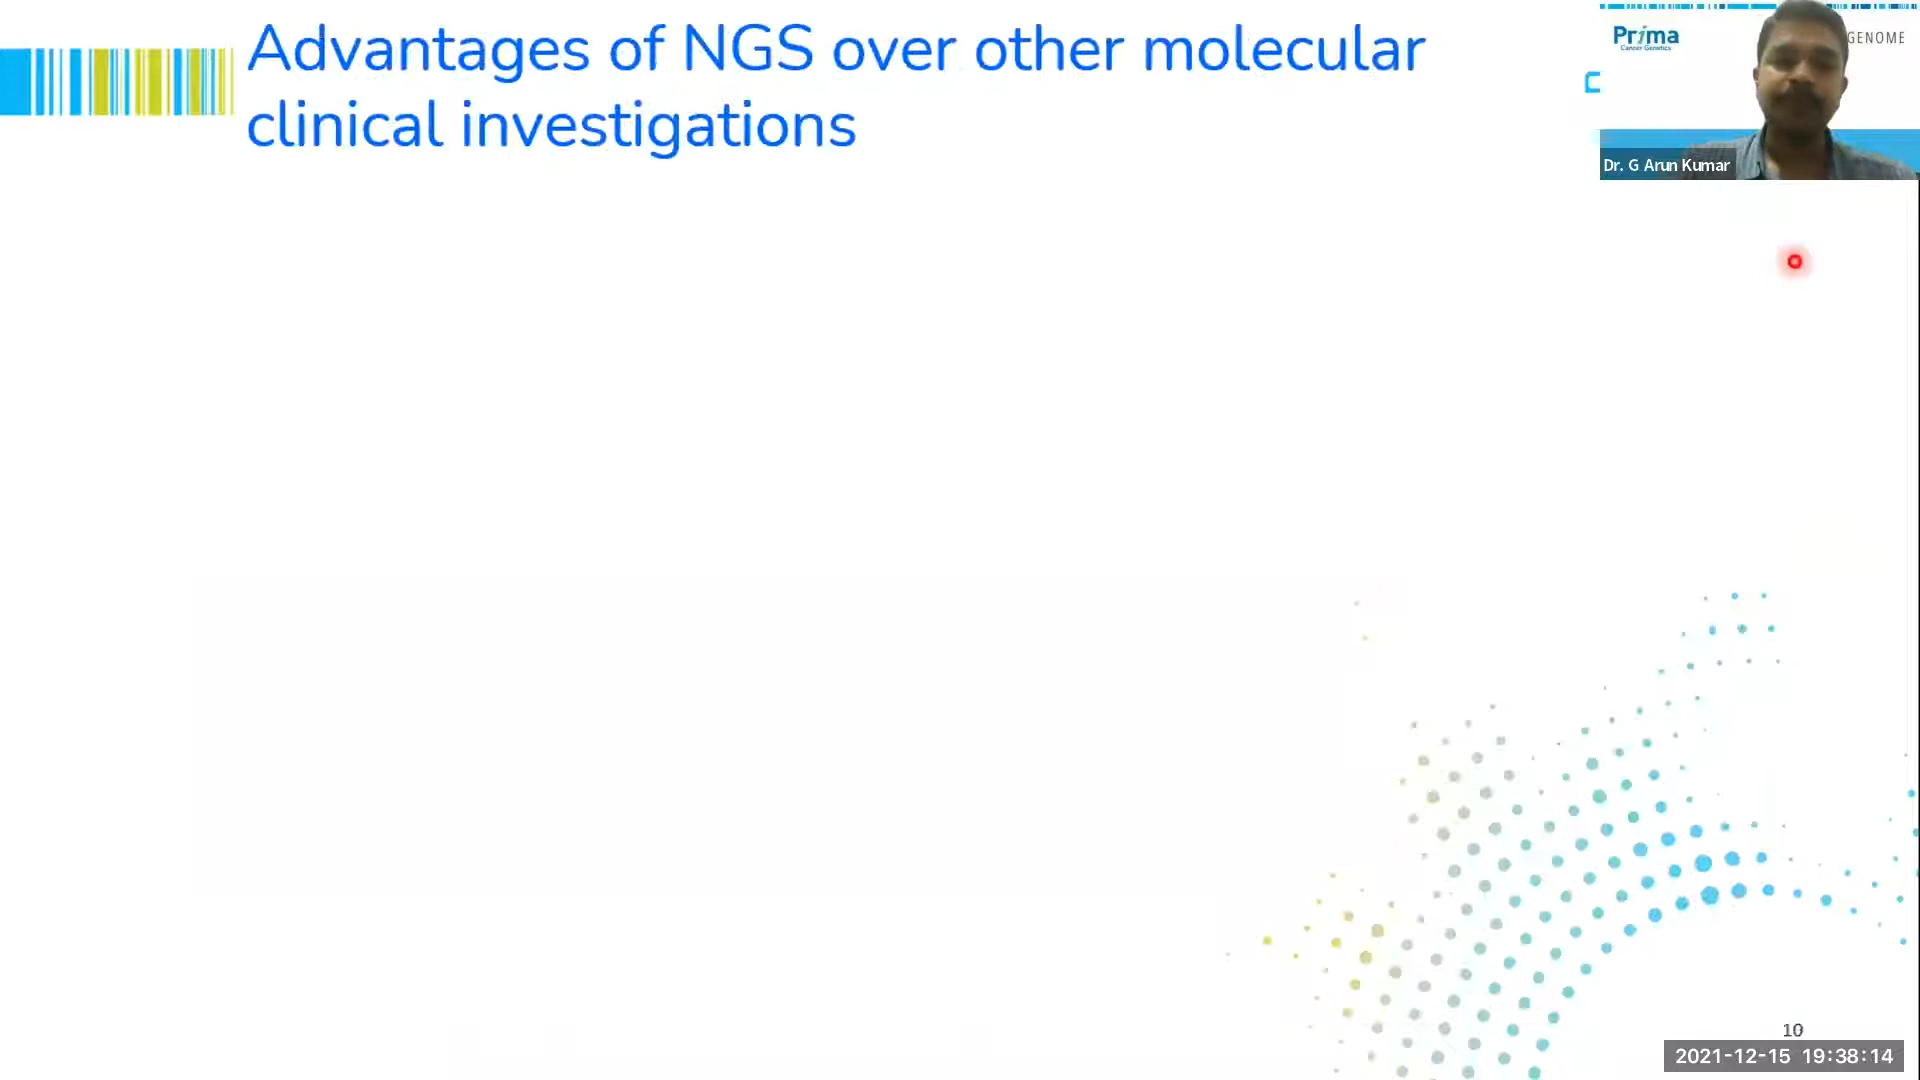 Advantages of NGS over other molecular
clinical investigations
Prima
Cancer Genetics
GENOME
Dr. G Arun Kumar
10
2021-12-15 19:38:14